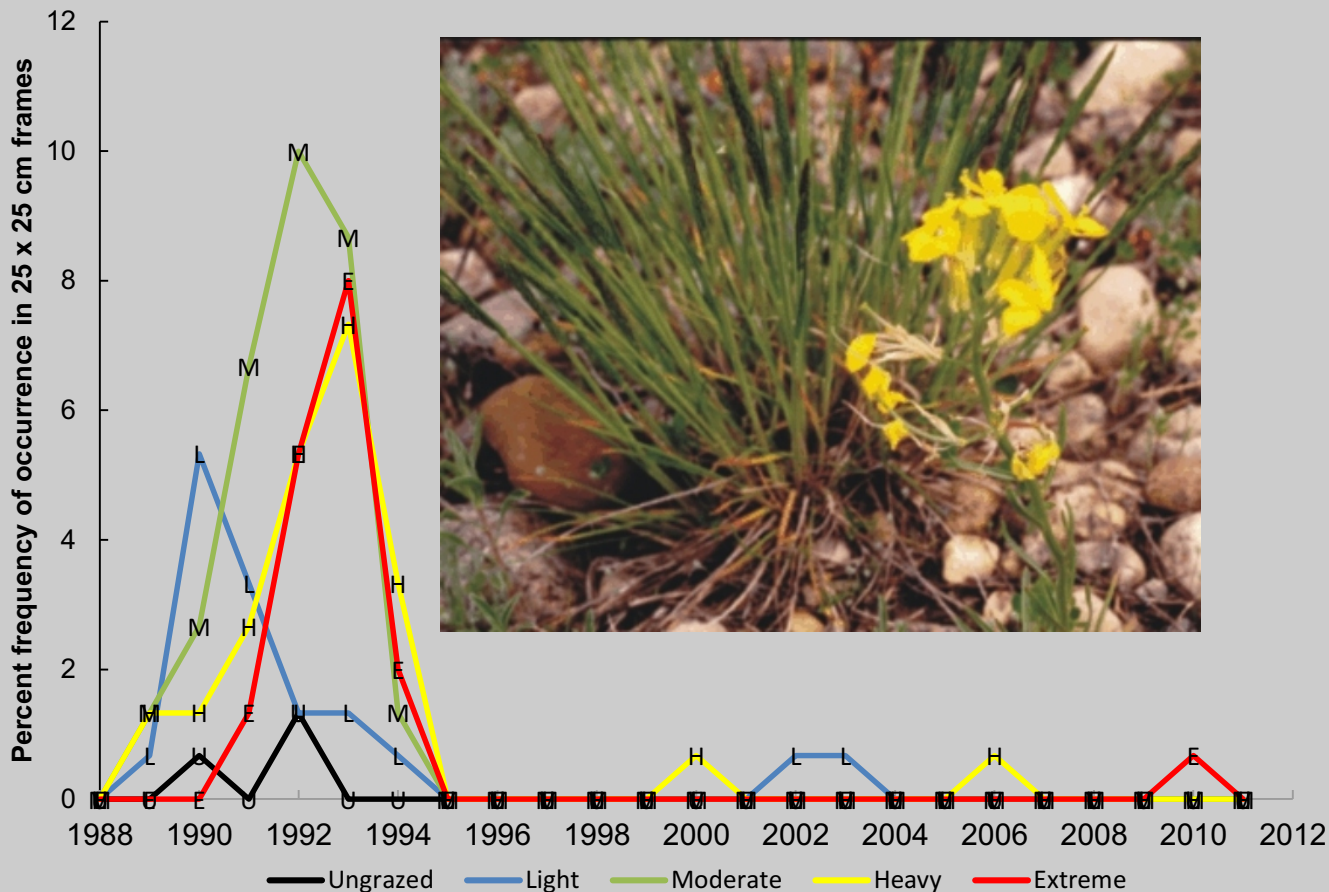 Percent frequency of occurrence in 25 x 25 cm frames
12
10
8
6
4
2
0
M
M
E
H
M
L
E
L
H
H
M
E
L
M
H
H
E
L
L
M
L
L
U
U
E
U
U
U
H
L
L
H
E
1988 1990 1992 1994 1996 1998 2000 2002 2004 2006 2008 2010 2012
Ungrazed Light Moderate Heavy Extreme